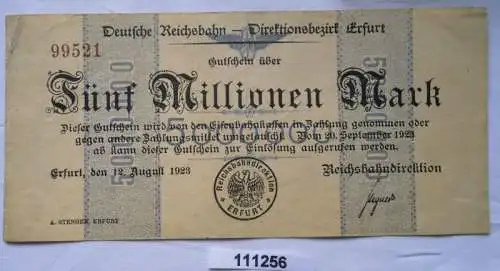 Deutsche Reichsbahn Direktionsbezirk Erfurt
99521
Gutschein über
Fünf Millionen Mark
Dieser Gutschein wird von den Eisenbahnkassen in Zahlung genommen oder
gegen andere Zahlungsmittel umgetauscht. Vom 20. September 1923
ab kann dieser Gutschein zur Einlösung aufgerufen werden.
Erfurt, den 12. August 1923
Reichsbahndirektion
Reichsbahndirektion
* ERFURT *
A. STENGER, ERFURT
5000000
5000000
111256